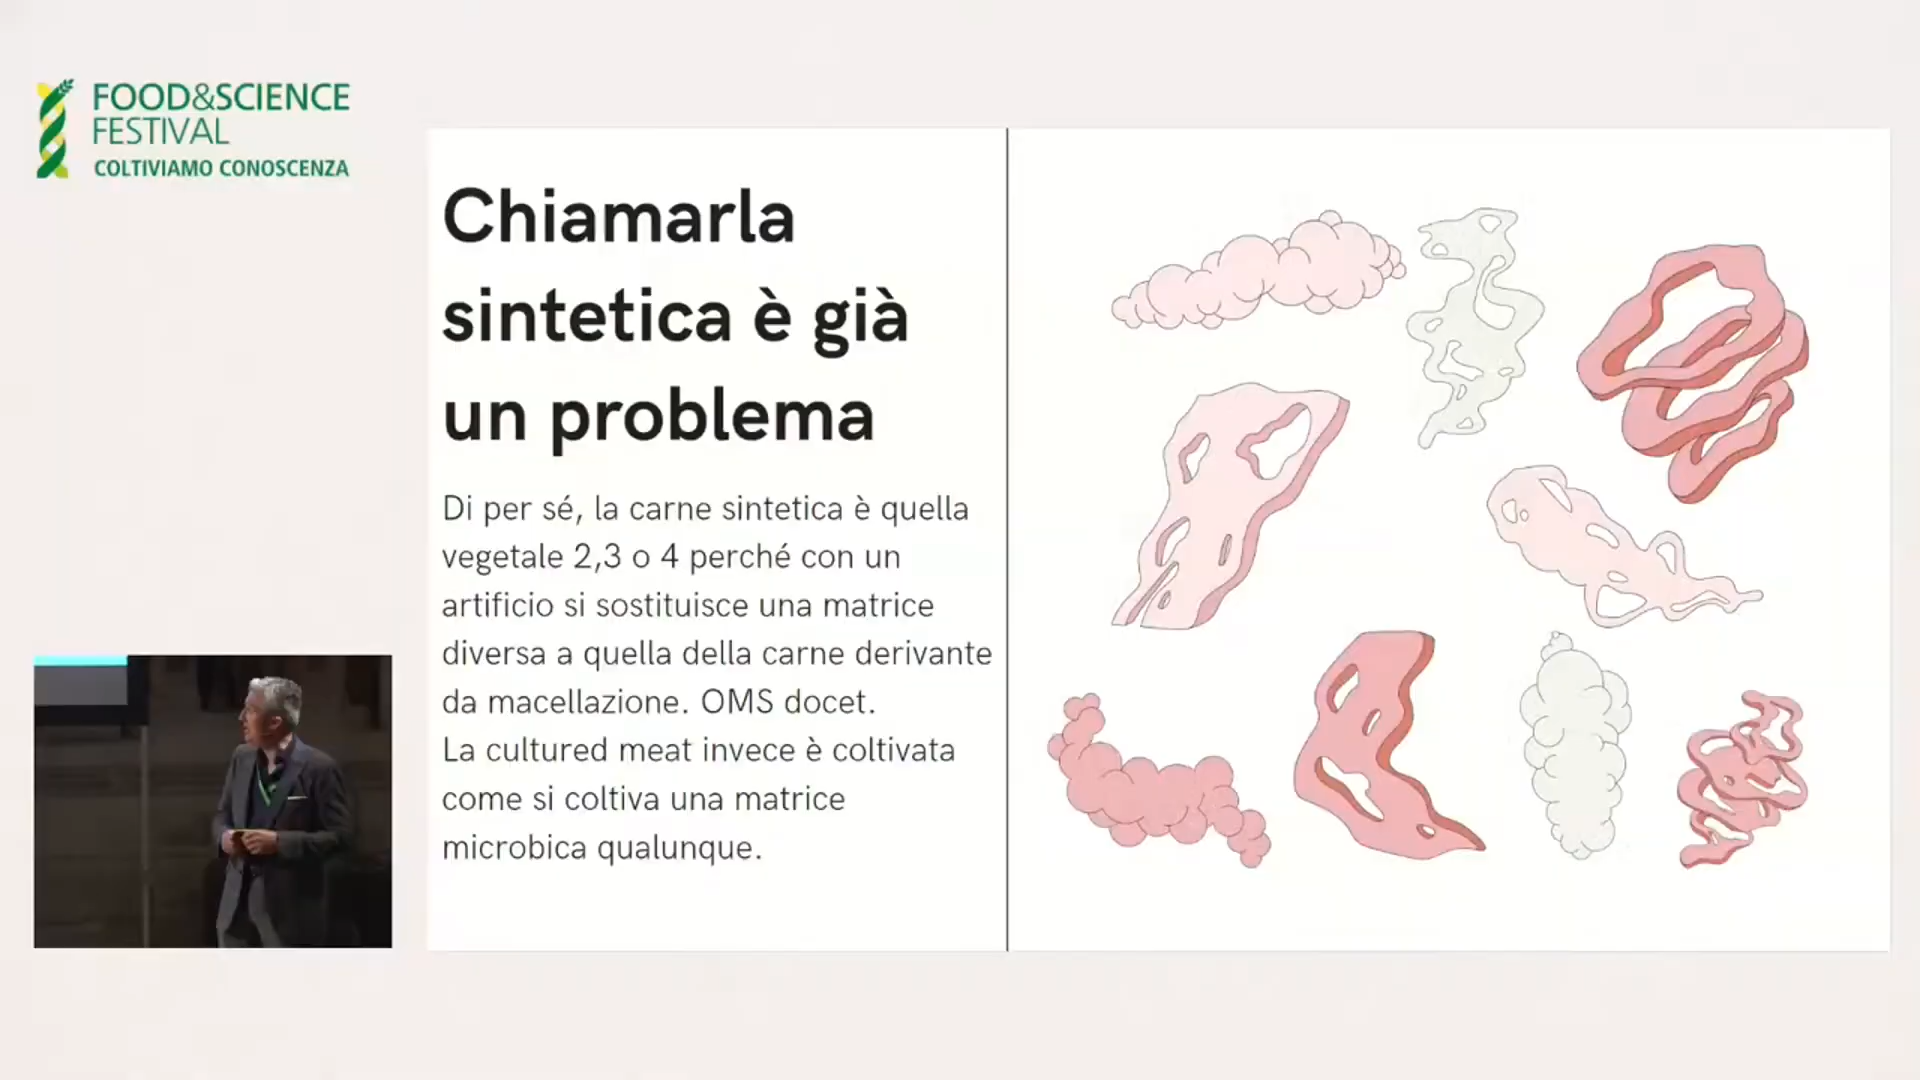 FOOD&SCIENCE
FESTIVAL
COLTIVIAMO CONOSCENZA
Chiamarla
sintetica è già
un problema
Di per sé, la carne sintetica è quella
vegetale 2,3 o 4 perché con un
artificio si sostituisce una matrice
diversa a quella della carne derivante
da macellazione. OMS docet.
La cultured meat invece è coltivata
come si coltiva una matrice
microbica qualunque.